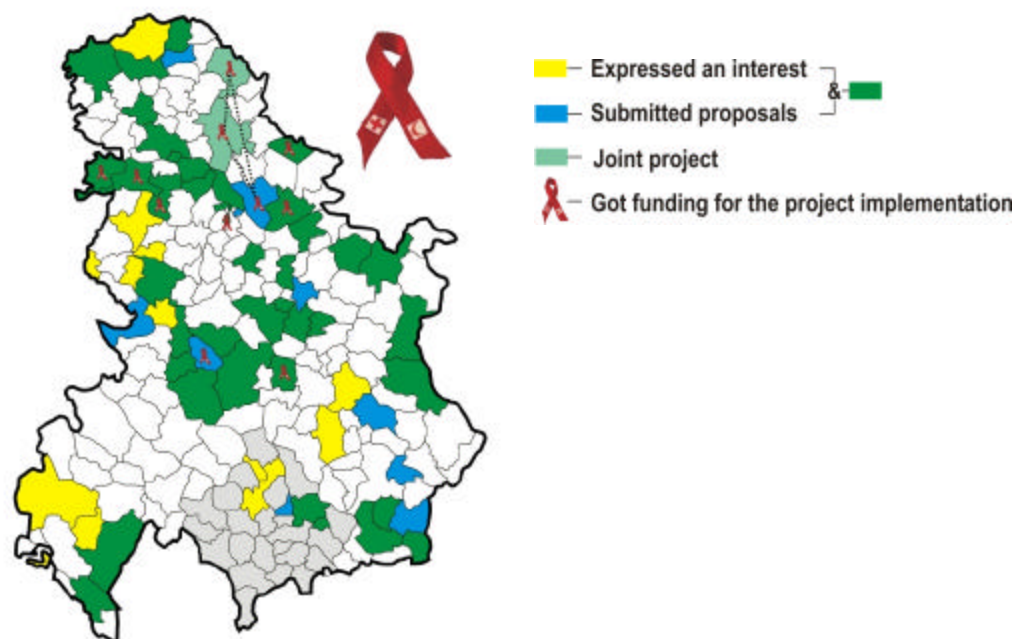 Expressed an interest
&
Submitted proposals
Joint project
Got funding for the project implementation